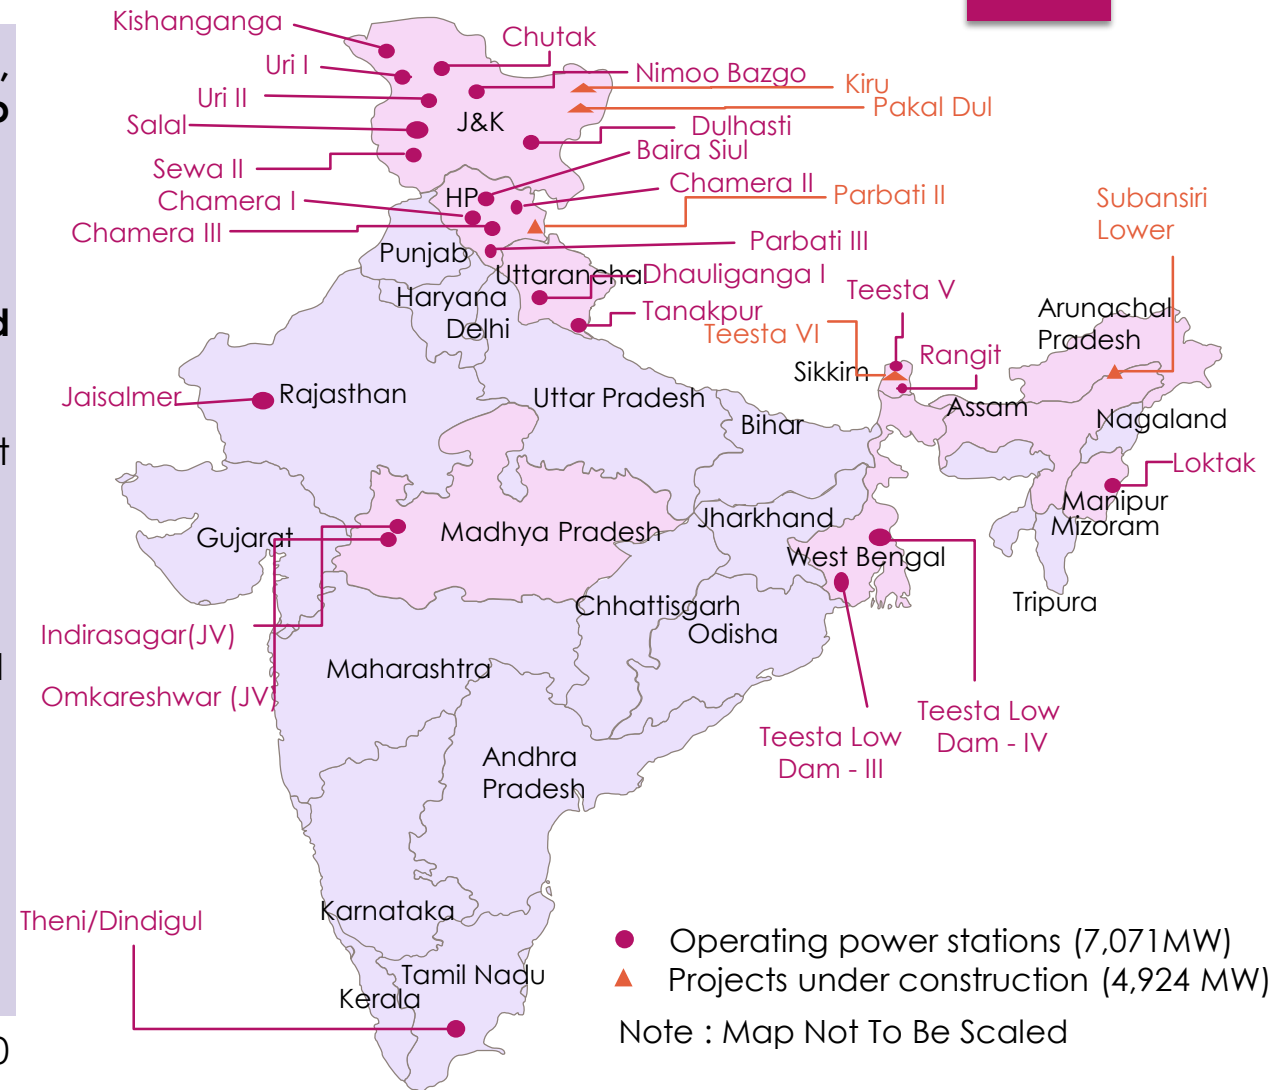 Kishanganga
Chutak
Uri I
Nimoo Bazgo
Kiru
Uri II
Pakal Dul
Salal
J&K
Dulhasti
Baira Siul
Sewa II
Chamera II
HP
Parbati II
Chamera I
Subansiri
Lower
Chamera III
Parbati III
Punjab
Uttaranchal
Dhauliganga I
Haryana
Teesta V
Tanakpur
Arunachal
Pradesh
Delhi
Teesta VI
Rangit
Sikkim
Jaisalmer
Rajasthan
Uttar Pradesh
Assam
Bihar
Nagaland
Loktak
Manipur
Mizoram
Jharkhand
Madhya Pradesh
Gujarat
West Bengal
Tripura
Chhattisgarh
Odisha
Indirasagar(JV)
Maharashtra
Omkareshwar (JV)
Teesta Low
Dam - IV
Teesta Low
Dam - III
Andhra
Pradesh
Karnataka
Theni/Dindigul
Operating power stations (7,071MW)
Tamil Nadu
Projects under construction (4,924 MW)
Kerala
Note : Map Not To Be Scaled